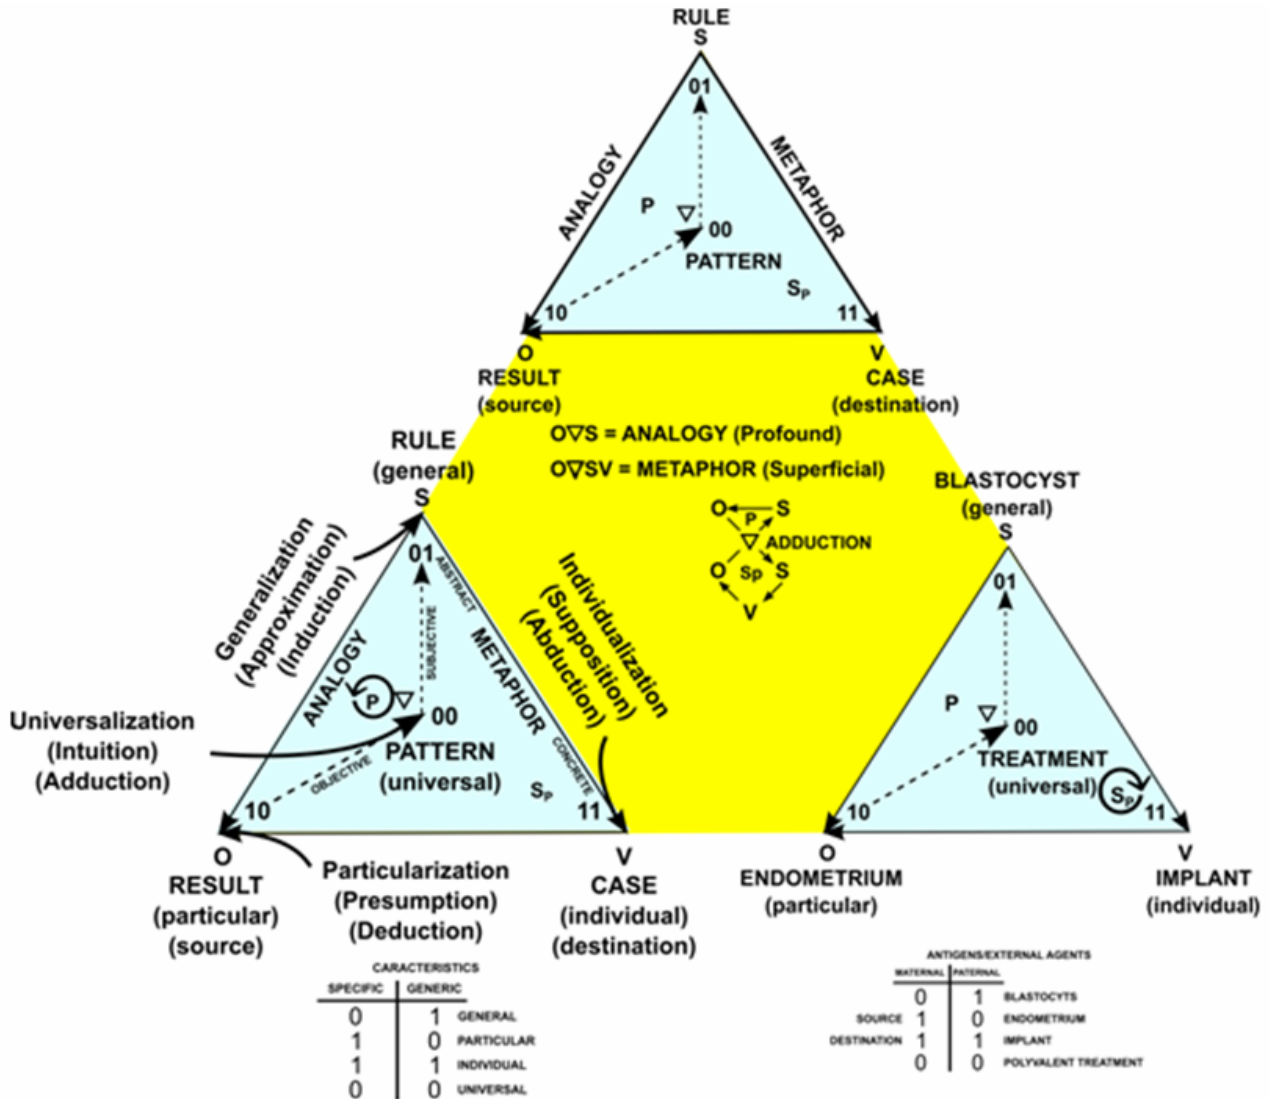 RULE
S
01
ANALOGY
METAPHOR
P ▽
00
PATTERN
Sp
10
11
O
V
RESULT
(source)
CASE
(destination)
O▽S = ANALOGY (Profound)
O▽SV = METAPHOR (Superficial)
O S
P
▽ ADDUCTION
O Sp S
V
RULE
(general)
S
01
ABSTRACT
SUBJECTIVE
ANALOGY
METAPHOR
CONCRETE
P ▽
00
PATTERN
(universal)
OBJECTIVE
Sp
10
11
Generalization
(Approximation)
(Induction)
Individualization
(Supposition)
(Abduction)
Universalization
(Intuition)
(Adduction)
O
RESULT
(particular)
(source)
Particularization
(Presumption)
(Deduction)
V
CASE
(individual)
(destination)
BLASTOCYST
(general)
S
01
P ▽
00
TREATMENT
(universal)
Sp
10
11
O
ENDOMETRIUM
(particular)
V
IMPLANT
(individual)
CARACTERISTICS
SPECIFIC GENERIC
0 1 GENERAL
1 0 PARTICULAR
1 1 INDIVIDUAL
0 0 UNIVERSAL
ANTIGENS/EXTERNAL AGENTS
MATERNAL PATERNAL
0 1 BLASTOCYTS
SOURCE 1 0 ENDOMETRIUM
DESTINATION 1 1 IMPLANT
0 0 POLYVALENT TREATMENT